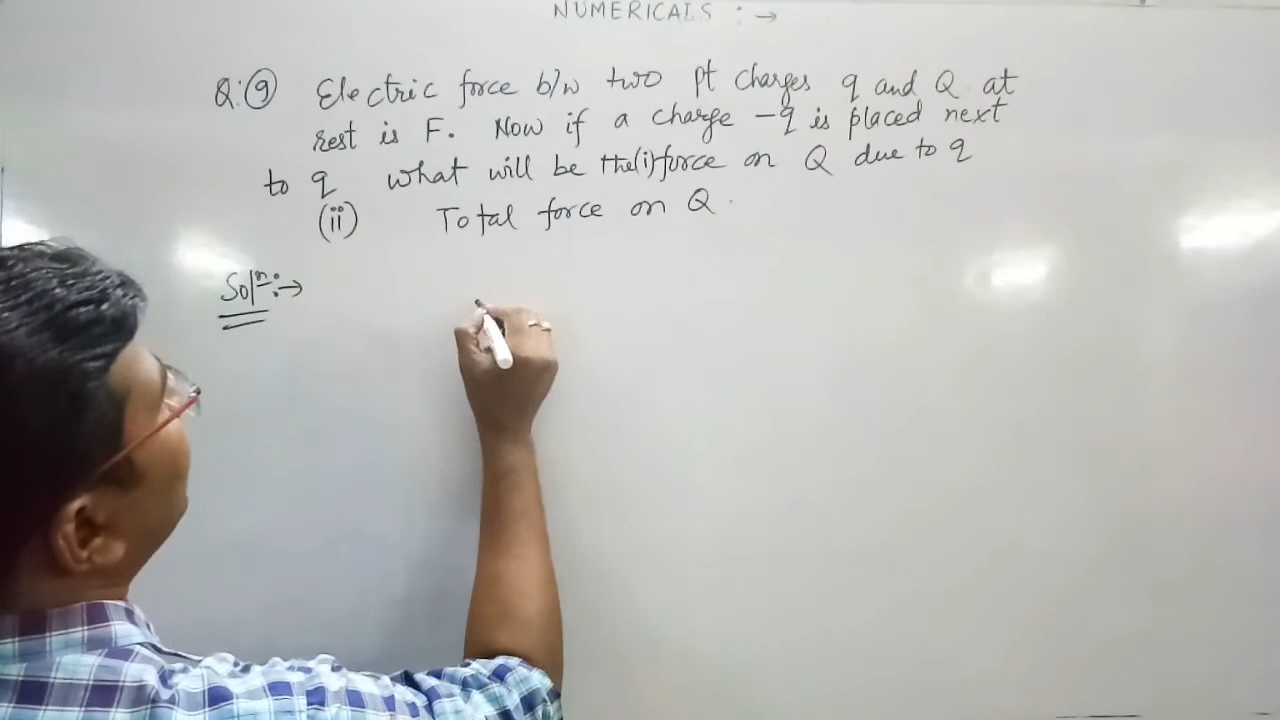 NUMERICALS : →
Q.⑨ Electric force b/w two pt charges q and Q at
rest is F. Now if a charge -q is placed next
to q what will be the(i)force on Q due to q
(ii) Total force on Q.
Solⁿ:→